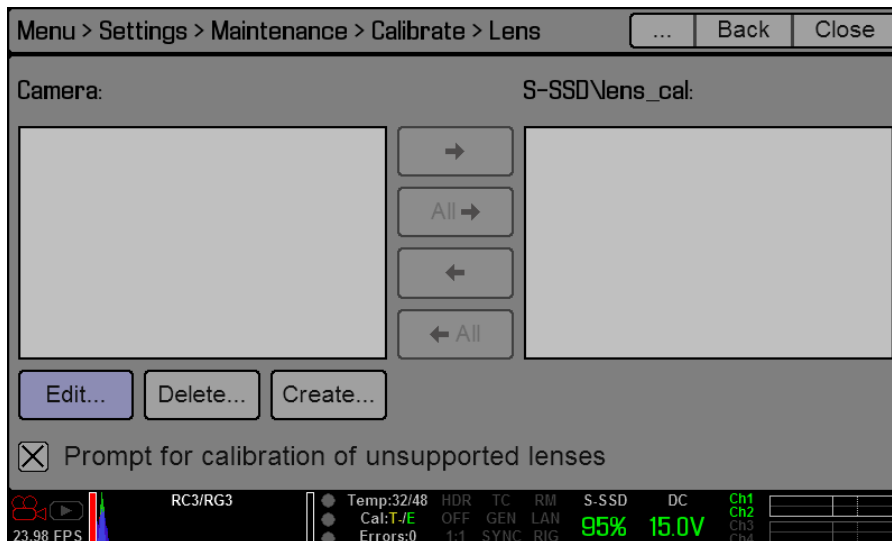 Menu > Settings > Maintenance > Calibrate > Lens ... Back Close
Camera: S-SSD\lens_cal:
→
All →
←
← All
Edit... Delete... Create...
Prompt for calibration of unsupported lenses
RC3/RG3 Temp:32/48 HDR TC RM S-SSD DC Ch1
Cal:T-/E OFF GEN LAN 95% 15.0V Ch2
23.98 FPS Errors:0 1:1 SYNC RIG Ch3
Ch4